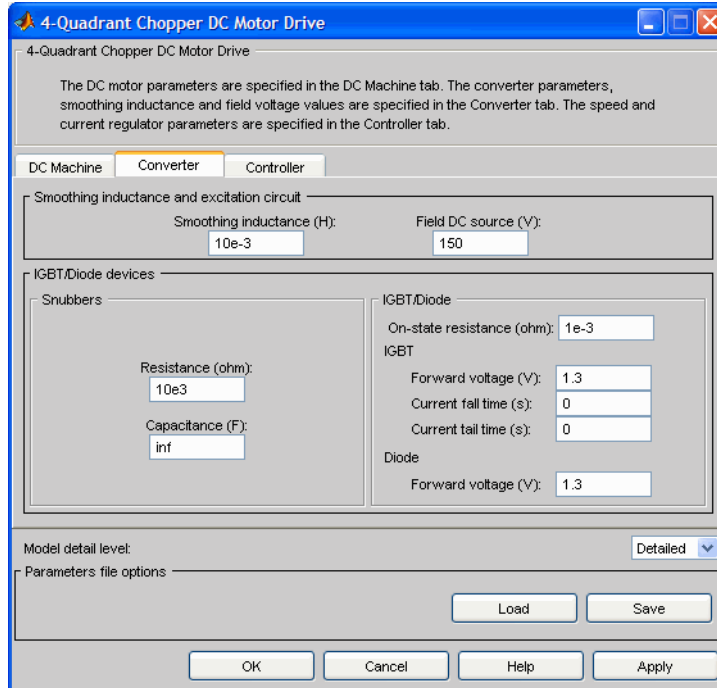 4-Quadrant Chopper DC Motor Drive
4-Quadrant Chopper DC Motor Drive
The DC motor parameters are specified in the DC Machine tab. The converter parameters,
smoothing inductance and field voltage values are specified in the Converter tab. The speed and
current regulator parameters are specified in the Controller tab.
DC Machine Converter Controller
Smoothing inductance and excitation circuit
Smoothing inductance (H): Field DC source (V):
10e-3 150
IGBT/Diode devices
Snubbers
Resistance (ohm):
10e3
Capacitance (F):
inf
IGBT/Diode
On-state resistance (ohm): 1e-3
IGBT
Forward voltage (V): 1.3
Current fall time (s): 0
Current tail time (s): 0
Diode
Forward voltage (V): 1.3
Model detail level: Detailed
Parameters file options
Load Save
OK Cancel Help Apply